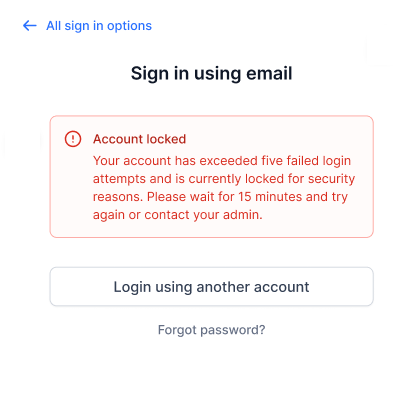 All sign in options
Sign in using email
Account locked
Your account has exceeded five failed login
attempts and is currently locked for security
reasons. Please wait for 15 minutes and try
again or contact your admin.
Login using another account
Forgot password?